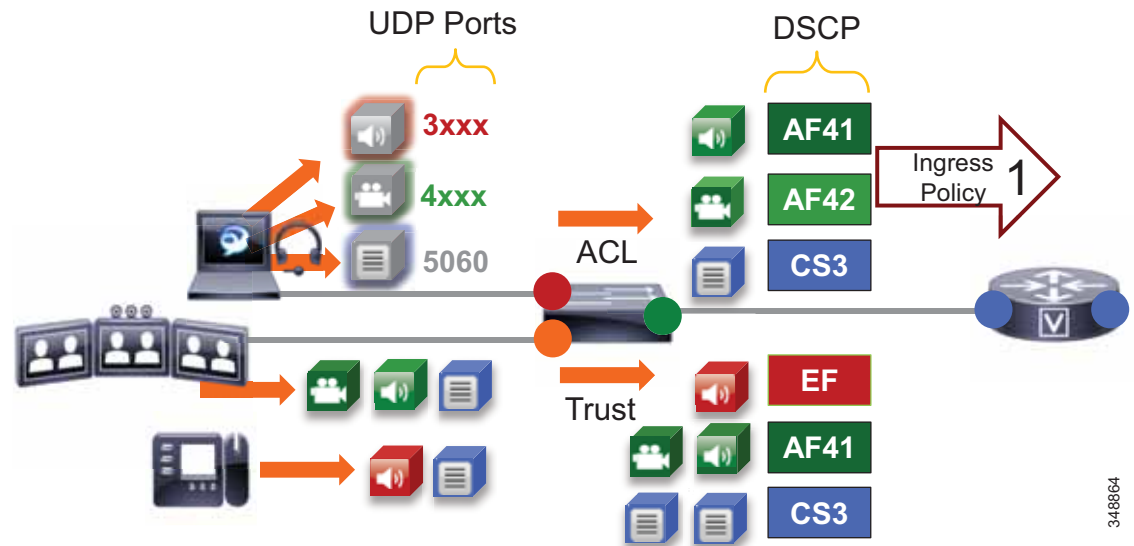 UDP Ports
DSCP
3xxx
AF41
4xxx
AF42
Ingress
Policy
1
ACL
5060
CS3
V
Trust
EF
AF41
CS3
348864